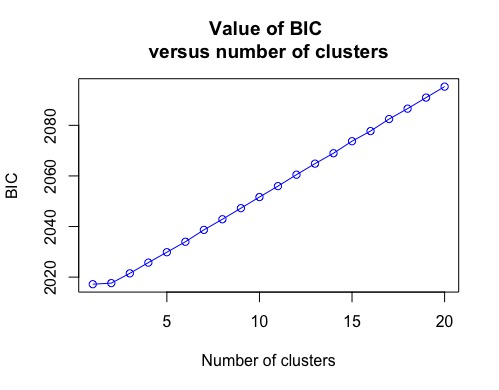 Value of BIC
versus number of clusters
BIC
2080
2060
2040
2020
5 10 15 20
Number of clusters